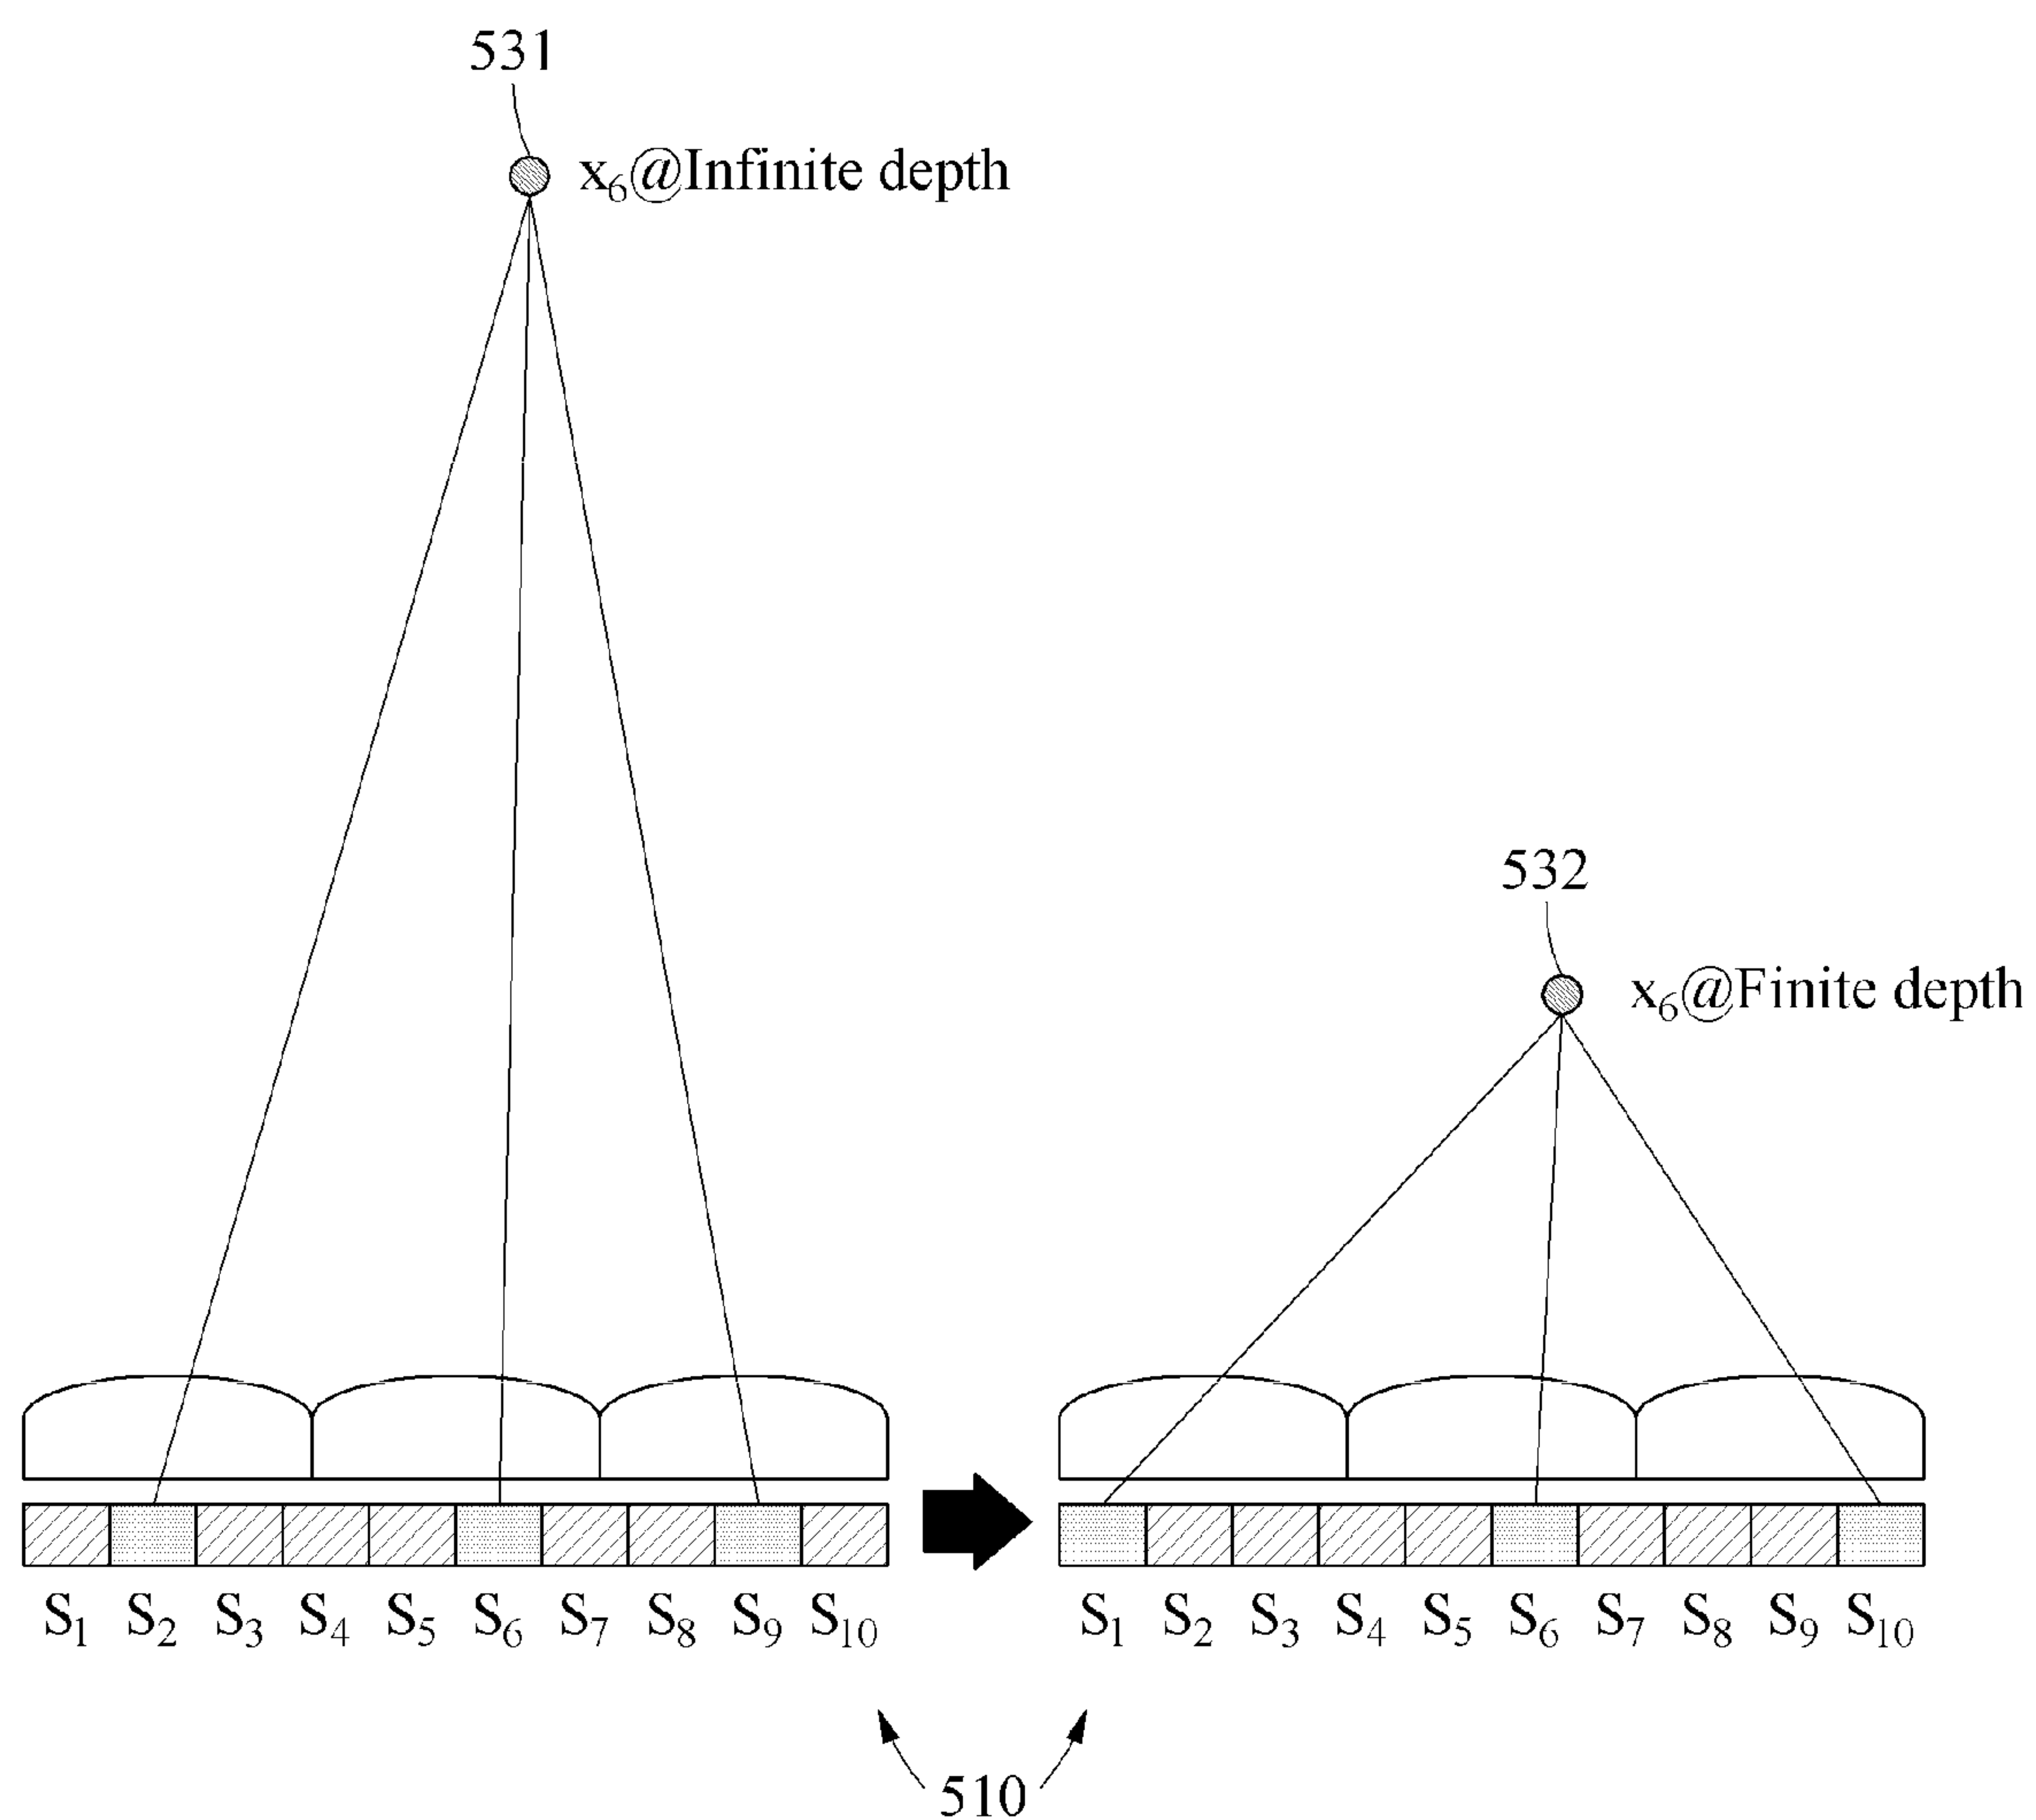 531
x₆@Infinite depth
532
x₆@Finite depth
S₁ S₂ S₃ S₄ S₅ S₆ S₇ S₈ S₉ S₁₀
S₁ S₂ S₃ S₄ S₅ S₆ S₇ S₈ S₉ S₁₀
510